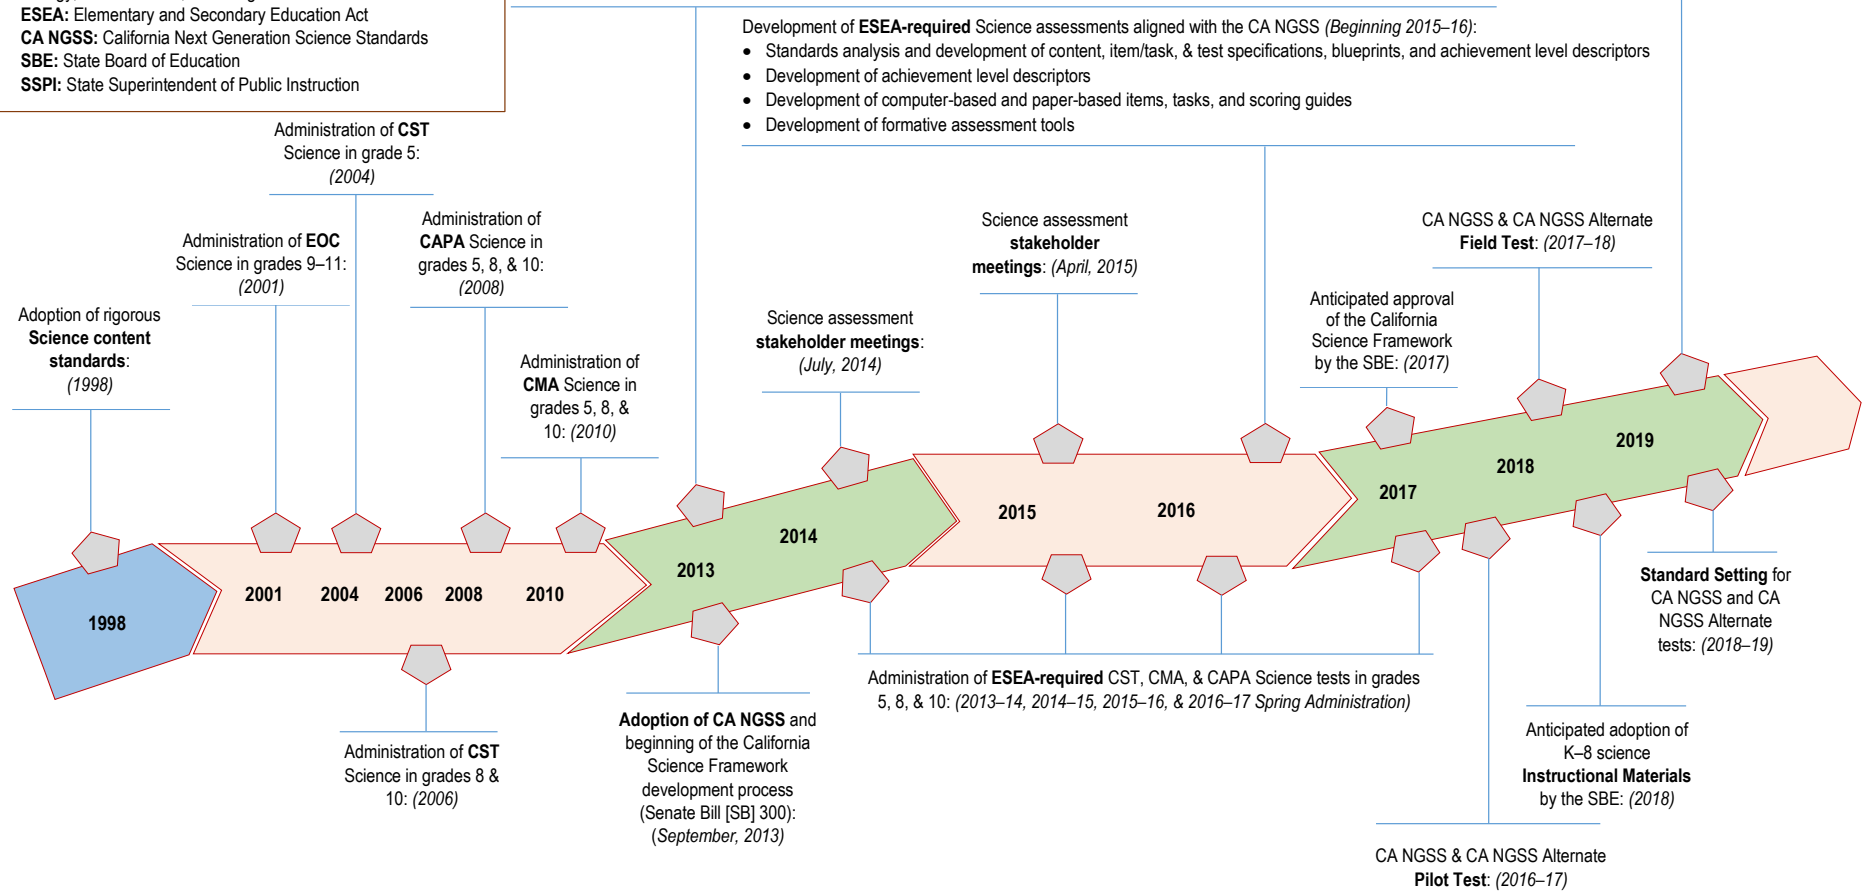 ESEA: Elementary and Secondary Education Act
CA NGSS: California Next Generation Science Standards
SBE: State Board of Education
SSPI: State Superintendent of Public Instruction
Development of ESEA-required Science assessments aligned with the CA NGSS (Beginning 2015–16):
• Standards analysis and development of content, item/task, & test specifications, blueprints, and achievement level descriptors
• Development of achievement level descriptors
• Development of computer-based and paper-based items, tasks, and scoring guides
• Development of formative assessment tools
Adoption of rigorous
Science content
standards:
(1998)
Administration of EOC
Science in grades 9–11:
(2001)
Administration of CST
Science in grade 5:
(2004)
Administration of
CAPA Science in
grades 5, 8, & 10:
(2008)
Administration of
CMA Science in
grades 5, 8, &
10: (2010)
Science assessment
stakeholder meetings:
(July, 2014)
Science assessment
stakeholder
meetings: (April, 2015)
Anticipated approval
of the California
Science Framework
by the SBE: (2017)
CA NGSS & CA NGSS Alternate
Field Test: (2017–18)
1998
2001
2004
2006
2008
2010
2013
2014
2015
2016
2017
2018
2019
Administration of CST
Science in grades 8 &
10: (2006)
Adoption of CA NGSS and
beginning of the California
Science Framework
development process
(Senate Bill [SB] 300):
(September, 2013)
Administration of ESEA-required CST, CMA, & CAPA Science tests in grades
5, 8, & 10: (2013–14, 2014–15, 2015–16, & 2016–17 Spring Administration)
CA NGSS & CA NGSS Alternate
Pilot Test: (2016–17)
Anticipated adoption of
K–8 science
Instructional Materials
by the SBE: (2018)
Standard Setting for
CA NGSS and CA
NGSS Alternate
tests: (2018–19)